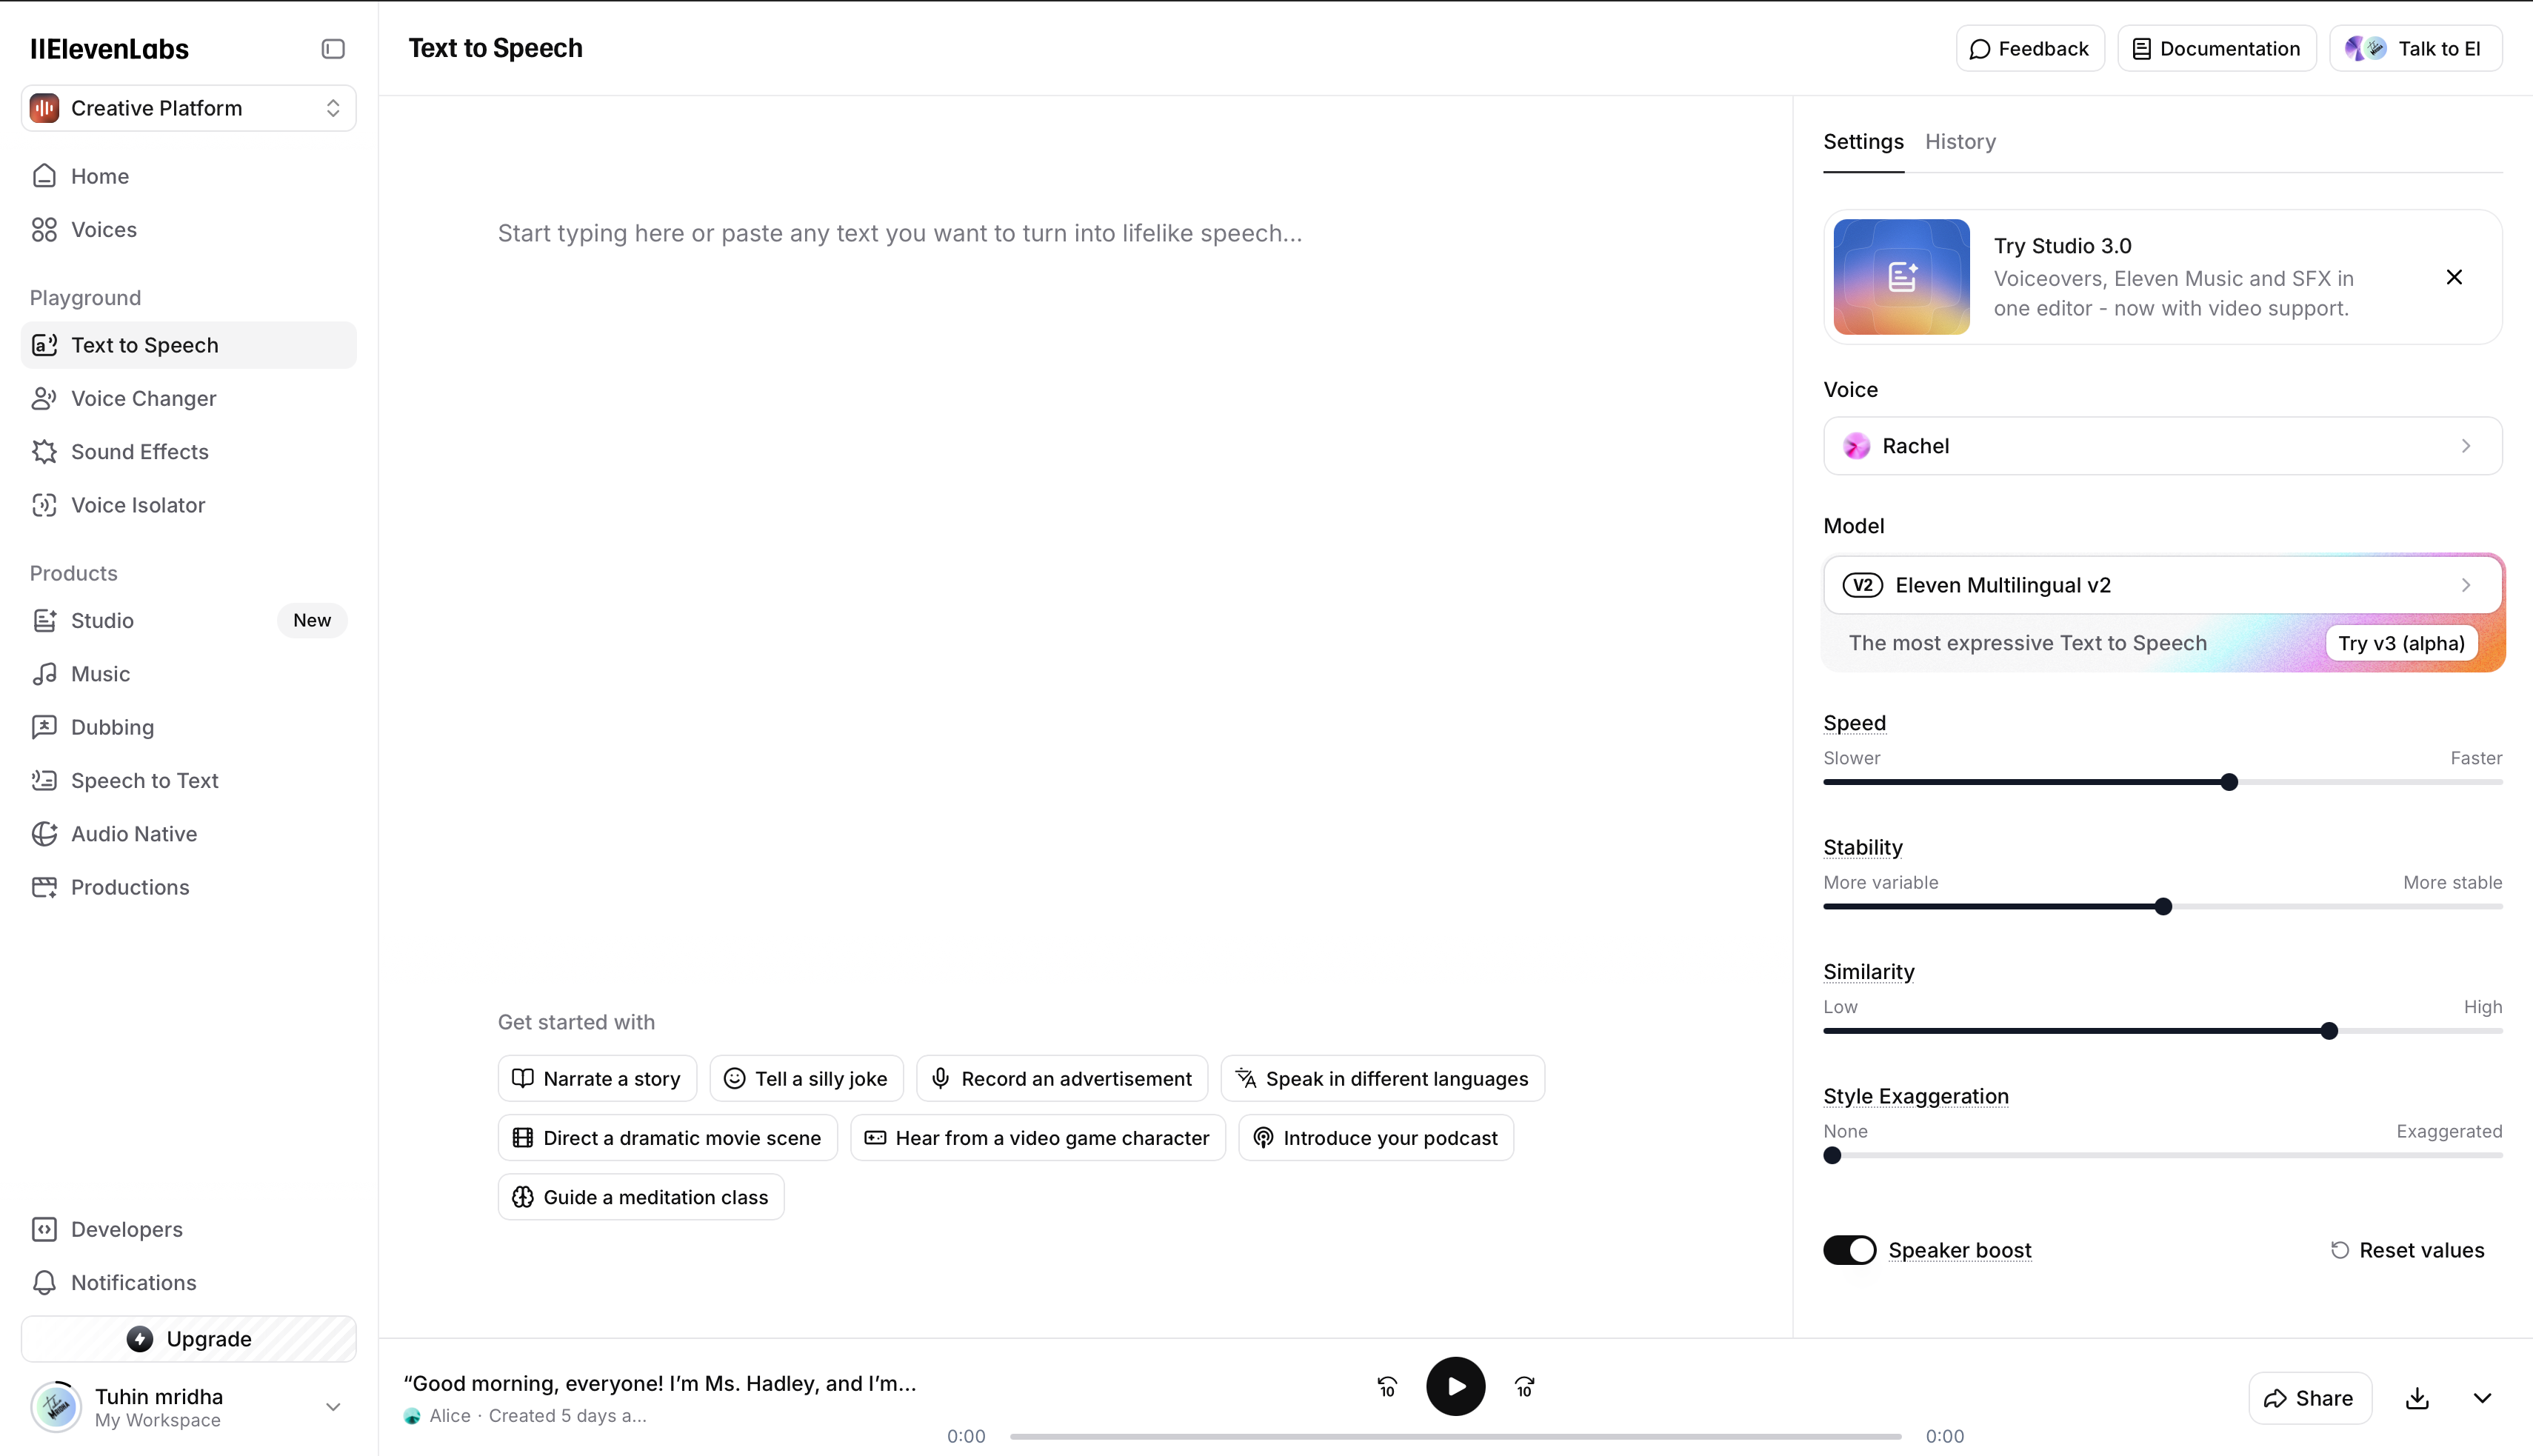 IIElevenLabs
Creative Platform
Home
Voices
Playground
Text to Speech
Voice Changer
Sound Effects
Voice Isolator
Products
Studio New
Music
Dubbing
Speech to Text
Audio Native
Productions
Developers
Notifications
Upgrade
Tuhin mridha
My Workspace
Text to Speech
Feedback Documentation Talk to El
Start typing here or paste any text you want to turn into lifelike speech...
Get started with
Narrate a story Tell a silly joke Record an advertisement Speak in different languages
Direct a dramatic movie scene Hear from a video game character Introduce your podcast
Guide a meditation class
Settings History
Try Studio 3.0
Voiceovers, Eleven Music and SFX in
one editor - now with video support.
Voice
Rachel
Model
V2 Eleven Multilingual v2
The most expressive Text to Speech Try v3 (alpha)
Speed
Slower Faster
Stability
More variable More stable
Similarity
Low High
Style Exaggeration
None Exaggerated
Speaker boost Reset values
“Good morning, everyone! I’m Ms. Hadley, and I’m...
Alice · Created 5 days a...
10 10
0:00 0:00
Share